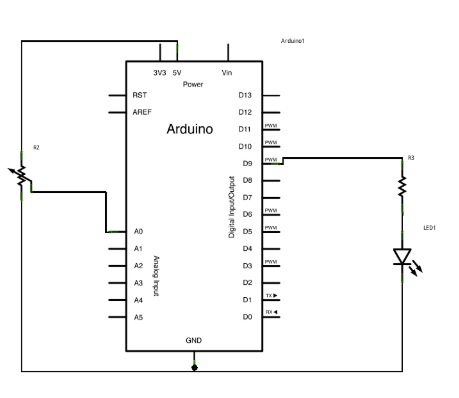 Arduino1
3V3 5V Vin
Power
RST D13
AREF D12
Arduino
D11 PWM
D10 PWM
R2
D9 PWM
R3
D8
D7
Digital Input/Output
D6 PWM
LED1
A0 D5 PWM
A1 D4
A2 D3 PWM
Analog Input
A3 D2
A4 D1 TX ▶
A5 D0 RX ◀
GND